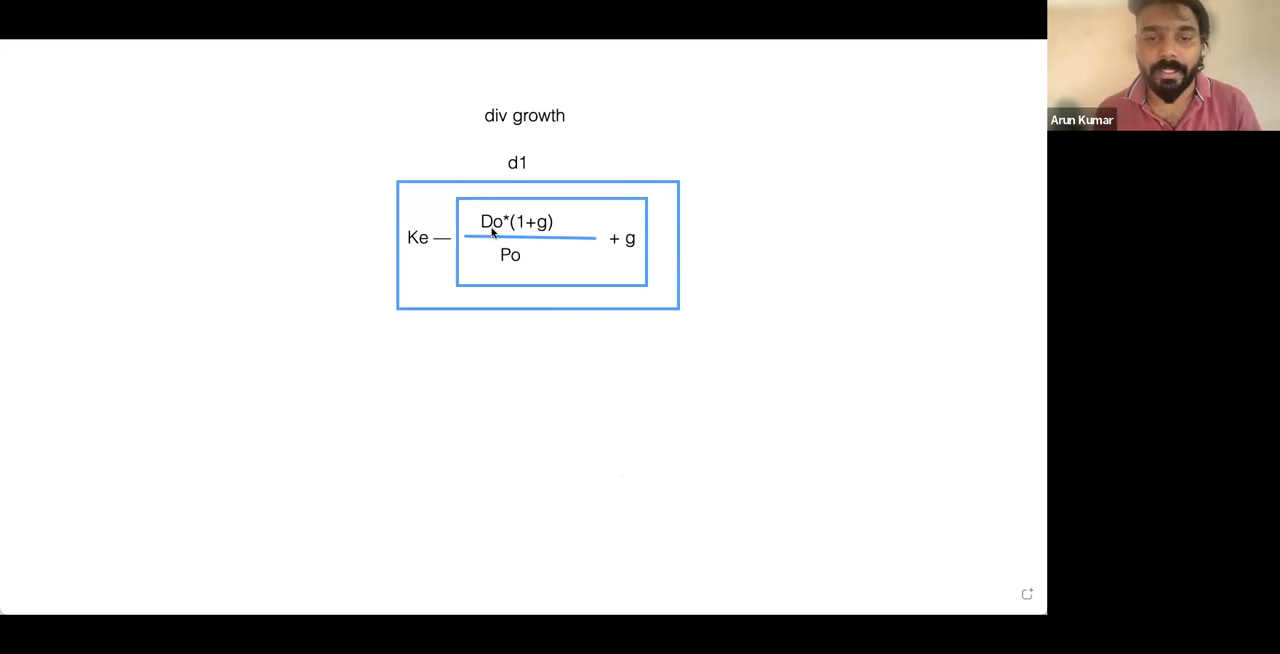 div growth
d1
Do*(1+g)
Ke — + g
Po
Arun Kumar